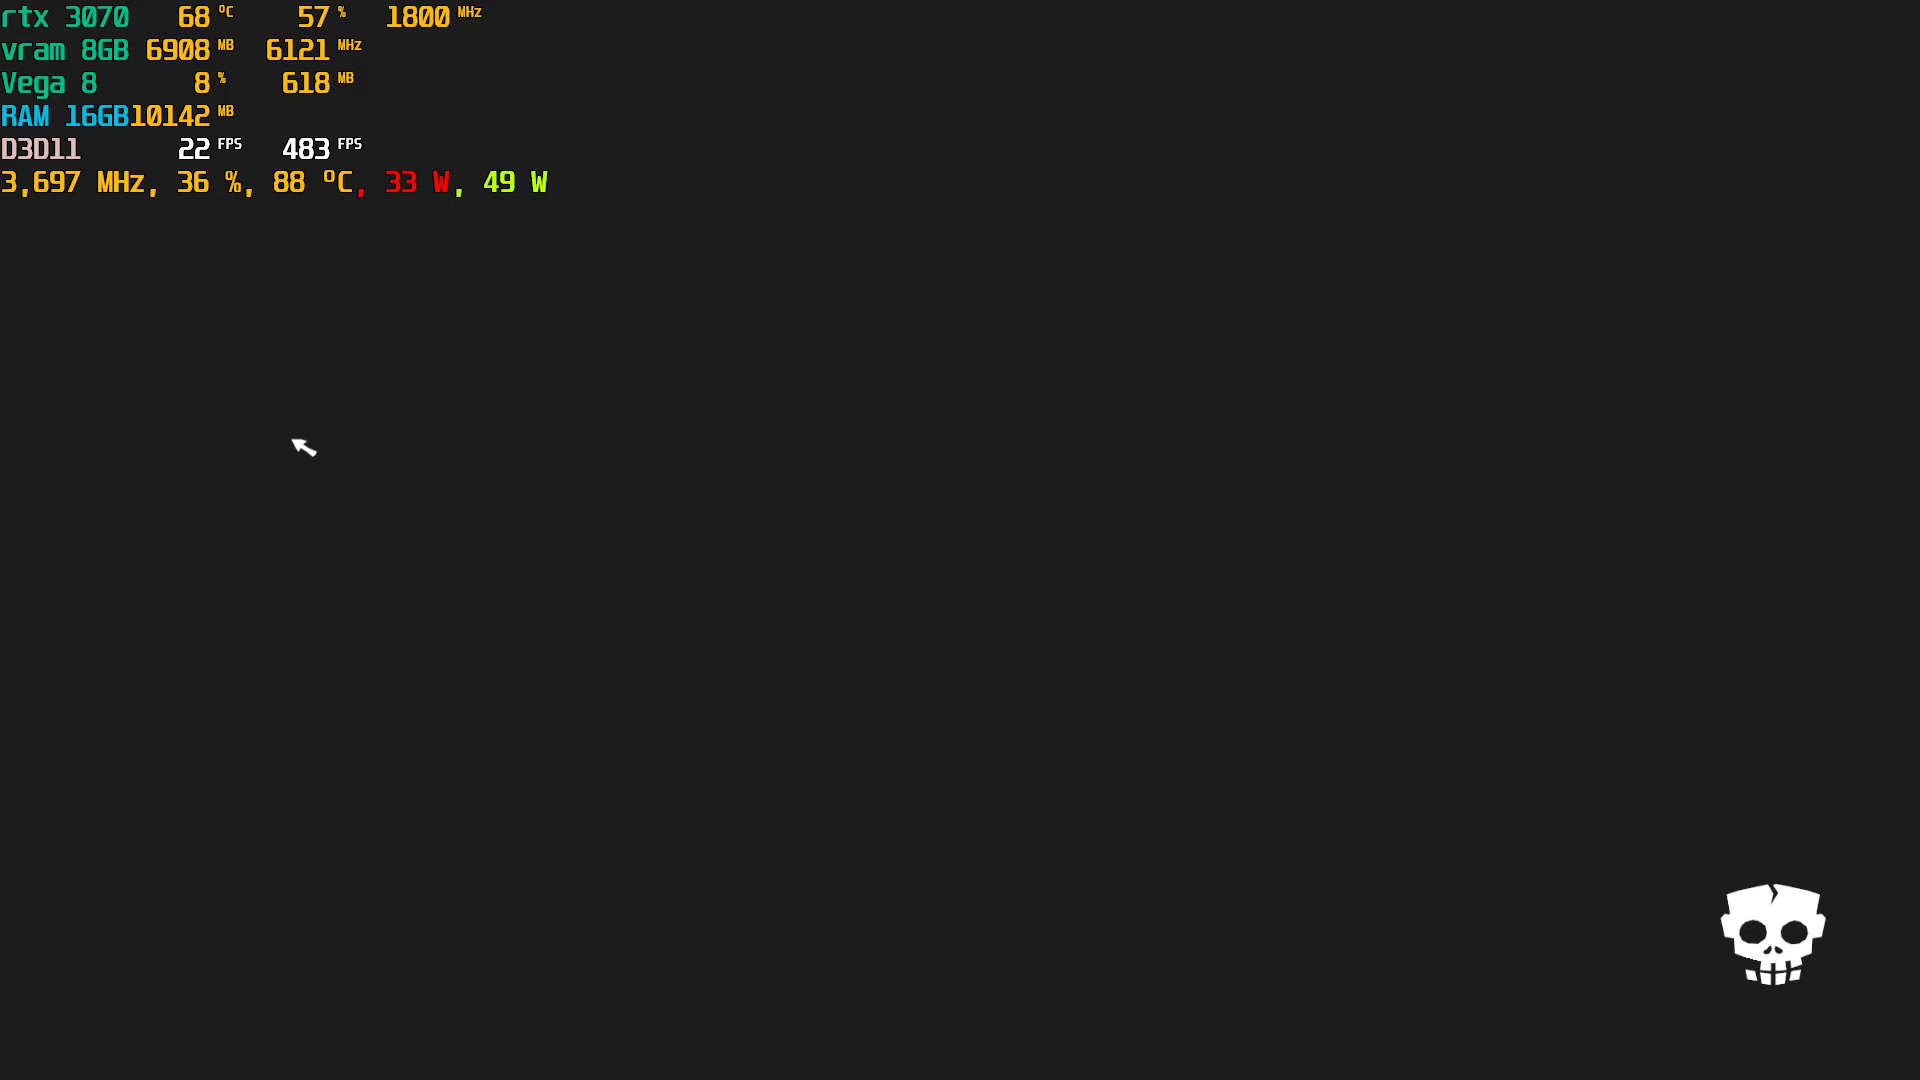 rtx 3070 68 °C 57 % 1800 MHz
vram 8GB 6908 MB 6121 MHz
Vega 8 8 % 618 MB
RAM 16GB10142 MB
D3D11 22 FPS 483 FPS
3,697 MHz, 36 %, 88 °C, 33 W, 49 W